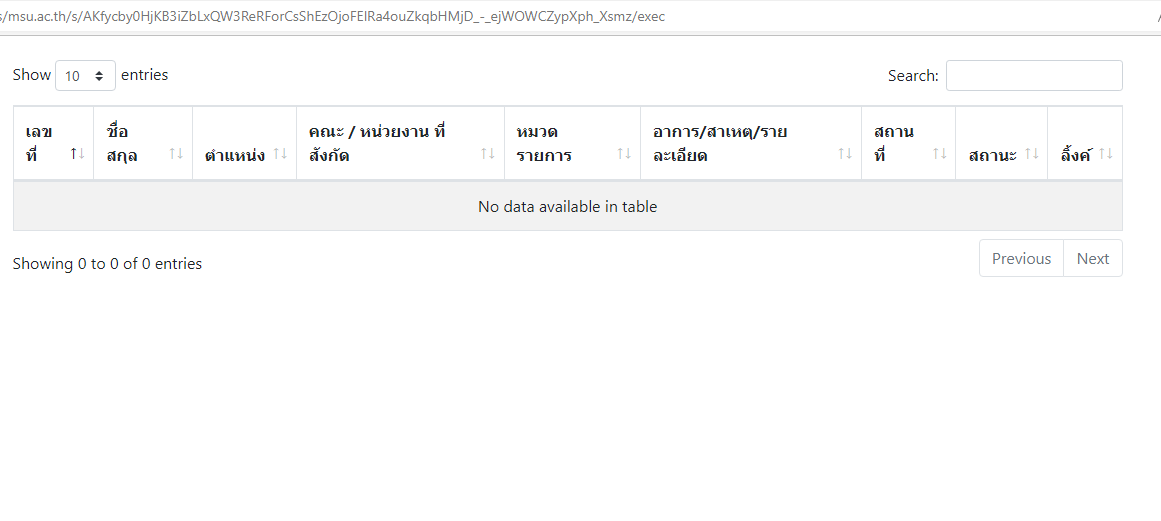 s/msu.ac.th/s/AKfycby0HjKB3iZbLxQW3ReRForCsShEzOjoFElRa4ouZkqbHMjD_-_ejWOWCZypXph_Xsmz/exec
Show 10 entries
Search:
เลข
ที่
ชื่อ
สกุล
ตำแหน่ง
คณะ / หน่วยงาน ที่
สังกัด
หมวด
รายการ
อาการ/สาเหตุ/ราย
ละเอียด
สถาน
ที่
สถานะ
ลิ้งค์
No data available in table
Showing 0 to 0 of 0 entries
Previous
Next